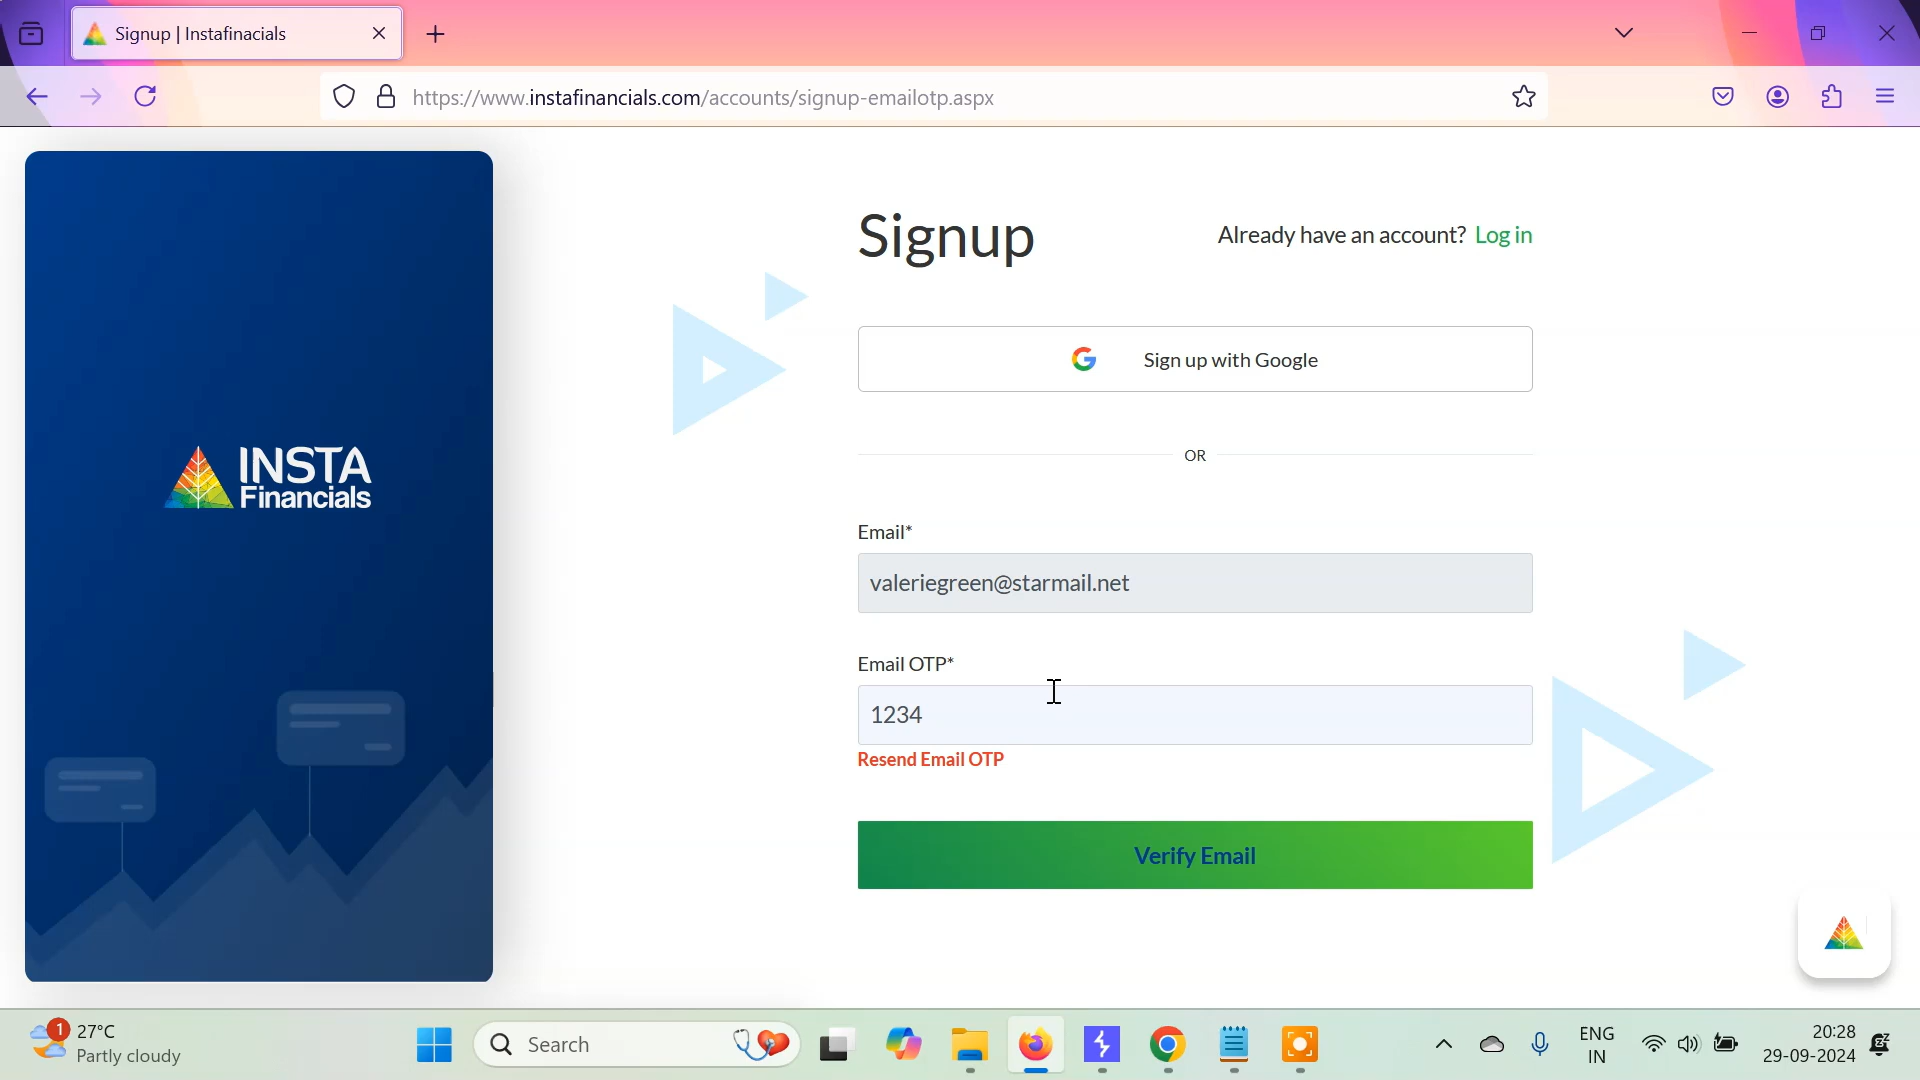 Signup | Instafinacials
https://www.instafinancials.com/accounts/signup-emailotp.aspx
INSTA
Financials
Signup
Already have an account? Log in
Sign up with Google
OR
Email*
valeriegreen@starmail.net
Email OTP*
1234
Resend Email OTP
Verify Email
1
27°C
Partly cloudy
Search
ENG
IN
20:28
29-09-2024